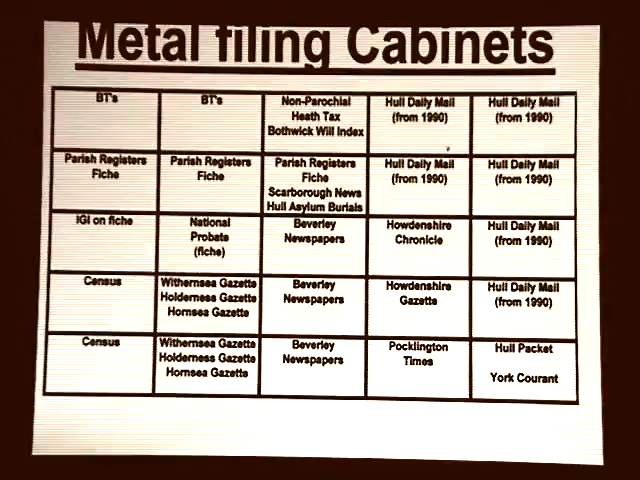 Metal filing Cabinets
BT's
BT's
Non-Parochial
Heath Tax
Bothwick Will Index
Hull Daily Mail
(from 1990)
Hull Daily Mail
(from 1990)
Parish Registers
Fiche
Parish Registers
Fiche
Parish Registers
Fiche
Scarborough News
Hull Asylum Burials
Hull Daily Mail
(from 1990)
Hull Daily Mail
(from 1990)
IGI on fiche
National
Probate
(fiche)
Beverley
Newspapers
Howdenshire
Chronicle
Hull Daily Mail
(from 1990)
Census
Withernsea Gazette
Holderness Gazette
Hornsea Gazette
Beverley
Newspapers
Howdenshire
Gazette
Hull Daily Mail
(from 1990)
Census
Withernsea Gazette
Holderness Gazette
Hornsea Gazette
Beverley
Newspapers
Pocklington
Times
Hull Packet
York Courant